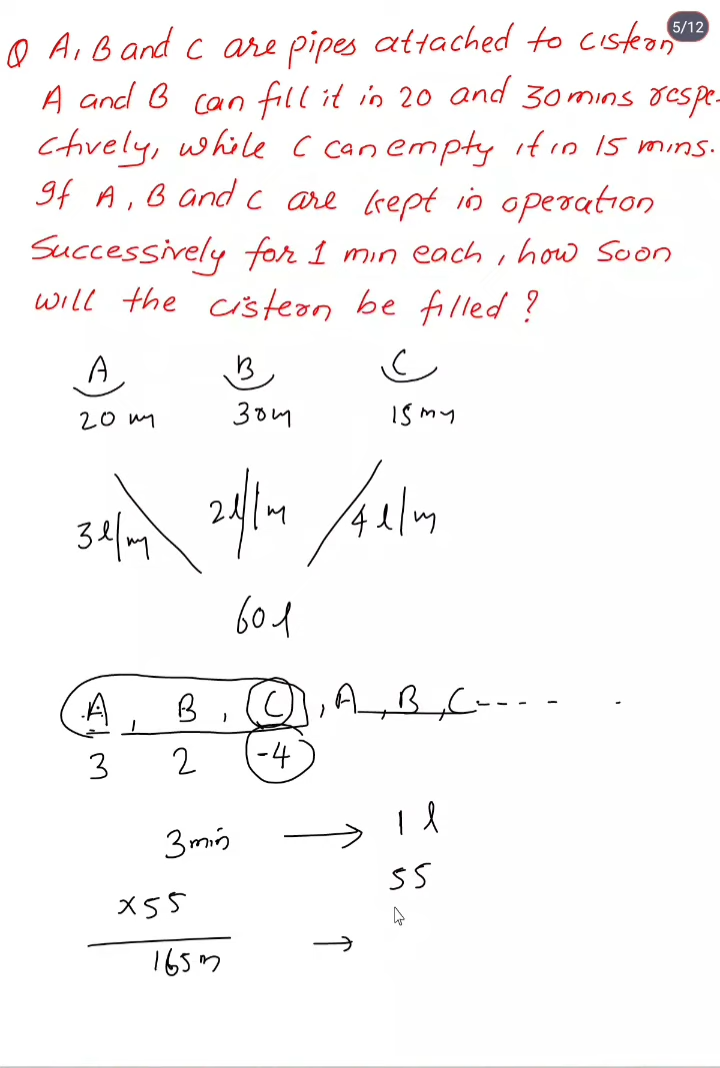 5/12
Q A, B and C are pipes attached to cistern
A and B can fill it in 20 and 30 mins respe-
ctively, while C can empty it in 15 mins.
If A, B and C are kept in operation
Successively for 1 min each, how soon
will the cistern be filled ?
A B C
20 m 30 m 15 m
3 l/m 2 l/m 4 l/m
60 l
A, B, C, A, B, C---- -
3 2 -4
3 min → 1 l
×55 55
165 m →